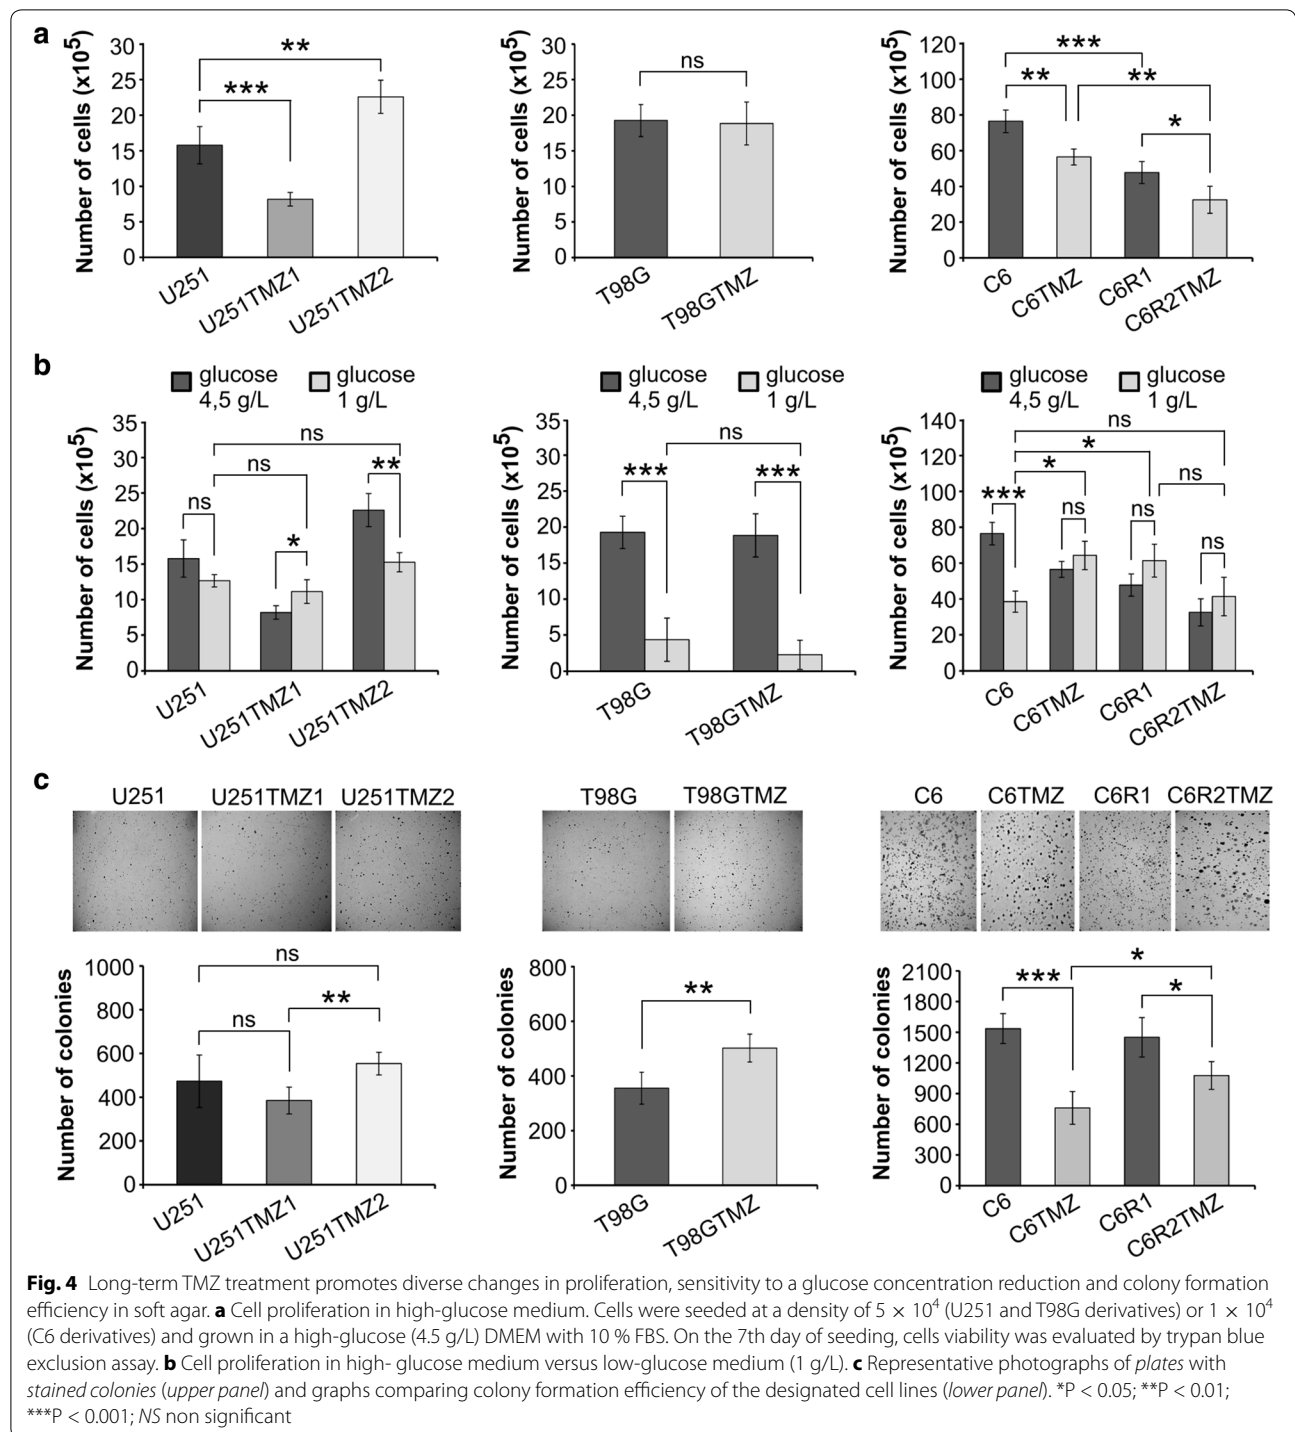 a
Number of cells (x10⁵)
30
25
20
15
10
5
0
***
**
U251
U251TMZ1
U251TMZ2
Number of cells (x10⁵)
30
25
20
15
10
5
0
ns
T98G
T98GTMZ
Number of cells (x10⁵)
120
100
80
60
40
20
0
***
**
**
*
C6
C6TMZ
C6R1
C6R2TMZ
b
glucose
4,5 g/L
glucose
1 g/L
Number of cells (x10⁵)
35
30
25
20
15
10
5
0
ns
ns
ns
*
**
U251
U251TMZ1
U251TMZ2
glucose
4,5 g/L
glucose
1 g/L
Number of cells (x10⁵)
35
30
25
20
15
10
5
0
ns
***
***
T98G
T98GTMZ
glucose
4,5 g/L
glucose
1 g/L
Number of cells (x10⁵)
140
120
100
80
60
40
20
0
ns
*
*
ns
***
ns
ns
ns
C6
C6TMZ
C6R1
C6R2TMZ
c
U251 U251TMZ1 U251TMZ2
T98G T98GTMZ
C6 C6TMZ C6R1 C6R2TMZ
Number of colonies
1000
800
600
400
200
0
ns
ns
**
U251
U251TMZ1
U251TMZ2
Number of colonies
800
600
400
200
0
**
T98G
T98GTMZ
Number of colonies
2100
1800
1500
1200
900
600
300
0
***
*
*
C6
C6TMZ
C6R1
C6R2TMZ
Fig. 4 Long-term TMZ treatment promotes diverse changes in proliferation, sensitivity to a glucose concentration reduction and colony formation
efficiency in soft agar. a Cell proliferation in high-glucose medium. Cells were seeded at a density of 5 × 10⁴ (U251 and T98G derivatives) or 1 × 10⁴
(C6 derivatives) and grown in a high-glucose (4.5 g/L) DMEM with 10 % FBS. On the 7th day of seeding, cells viability was evaluated by trypan blue
exclusion assay. b Cell proliferation in high- glucose medium versus low-glucose medium (1 g/L). c Representative photographs of plates with
stained colonies (upper panel) and graphs comparing colony formation efficiency of the designated cell lines (lower panel). *P < 0.05; **P < 0.01;
***P < 0.001; NS non significant